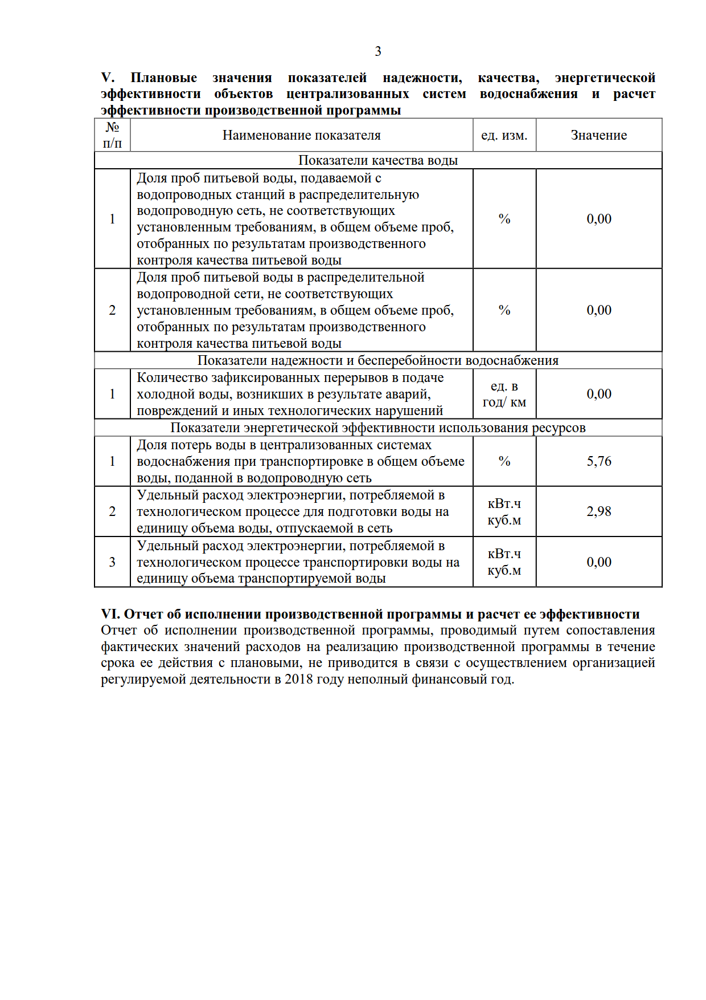 3
V. Плановые значения показателей надежности, качества, энергетической
эффективности объектов централизованных систем водоснабжения и расчет
эффективности производственной программы
№
п/п
Наименование показателя
ед. изм.
Значение
Показатели качества воды
1
Доля проб питьевой воды, подаваемой с
водопроводных станций в распределительную
водопроводную сеть, не соответствующих
установленным требованиям, в общем объеме проб,
отобранных по результатам производственного
контроля качества питьевой воды
%
0,00
2
Доля проб питьевой воды в распределительной
водопроводной сети, не соответствующих
установленным требованиям, в общем объеме проб,
отобранных по результатам производственного
контроля качества питьевой воды
%
0,00
Показатели надежности и бесперебойности водоснабжения
1
Количество зафиксированных перерывов в подаче
холодной воды, возникших в результате аварий,
повреждений и иных технологических нарушений
ед. в
год/ км
0,00
Показатели энергетической эффективности использования ресурсов
1
Доля потерь воды в централизованных системах
водоснабжения при транспортировке в общем объеме
воды, поданной в водопроводную сеть
%
5,76
2
Удельный расход электроэнергии, потребляемой в
технологическом процессе для подготовки воды на
единицу объема воды, отпускаемой в сеть
кВт.ч
куб.м
2,98
3
Удельный расход электроэнергии, потребляемой в
технологическом процессе транспортировки воды на
единицу объема транспортируемой воды
кВт.ч
куб.м
0,00
VI. Отчет об исполнении производственной программы и расчет ее эффективности
Отчет об исполнении производственной программы, проводимый путем сопоставления
фактических значений расходов на реализацию производственной программы в течение
срока ее действия с плановыми, не приводится в связи с осуществлением организацией
регулируемой деятельности в 2018 году неполный финансовый год.